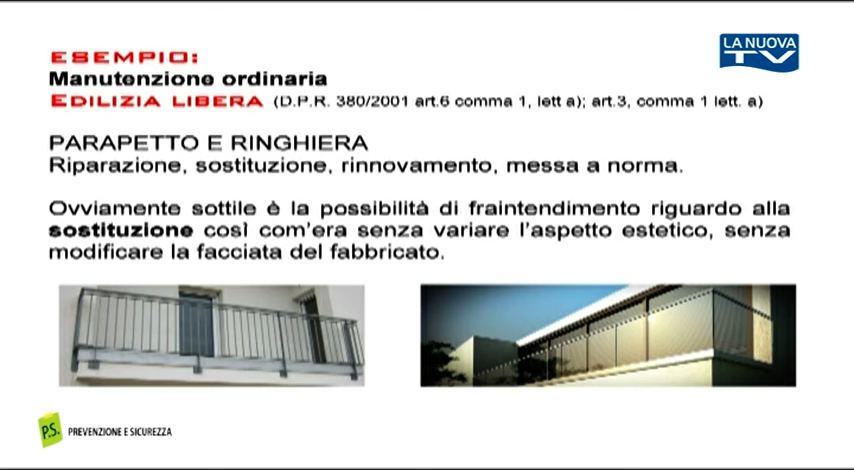 LA NUOVA
TV
ESEMPIO:
Manutenzione ordinaria
EDILIZIA LIBERA (D.P.R. 380/2001 art.6 comma 1, lett a); art.3, comma 1 lett. a)
PARAPETTO E RINGHIERA
Riparazione, sostituzione, rinnovamento, messa a norma.
Ovviamente sottile è la possibilità di fraintendimento riguardo alla
sostituzione così com'era senza variare l'aspetto estetico, senza
modificare la facciata del fabbricato.
P.S. PREVENZIONE E SICUREZZA